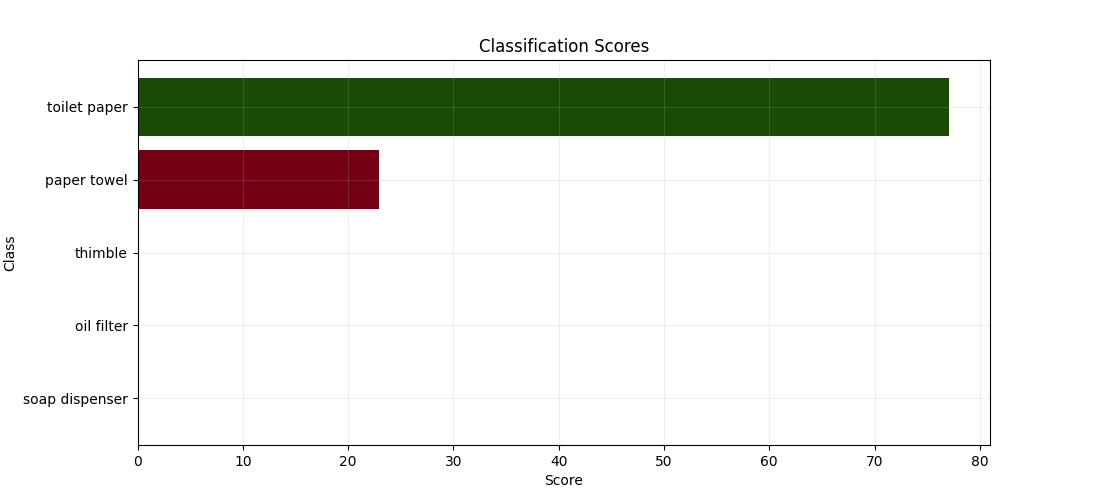 Classification Scores
toilet paper
paper towel
thimble
oil filter
soap dispenser
Class
0 10 20 30 40 50 60 70 80
Score